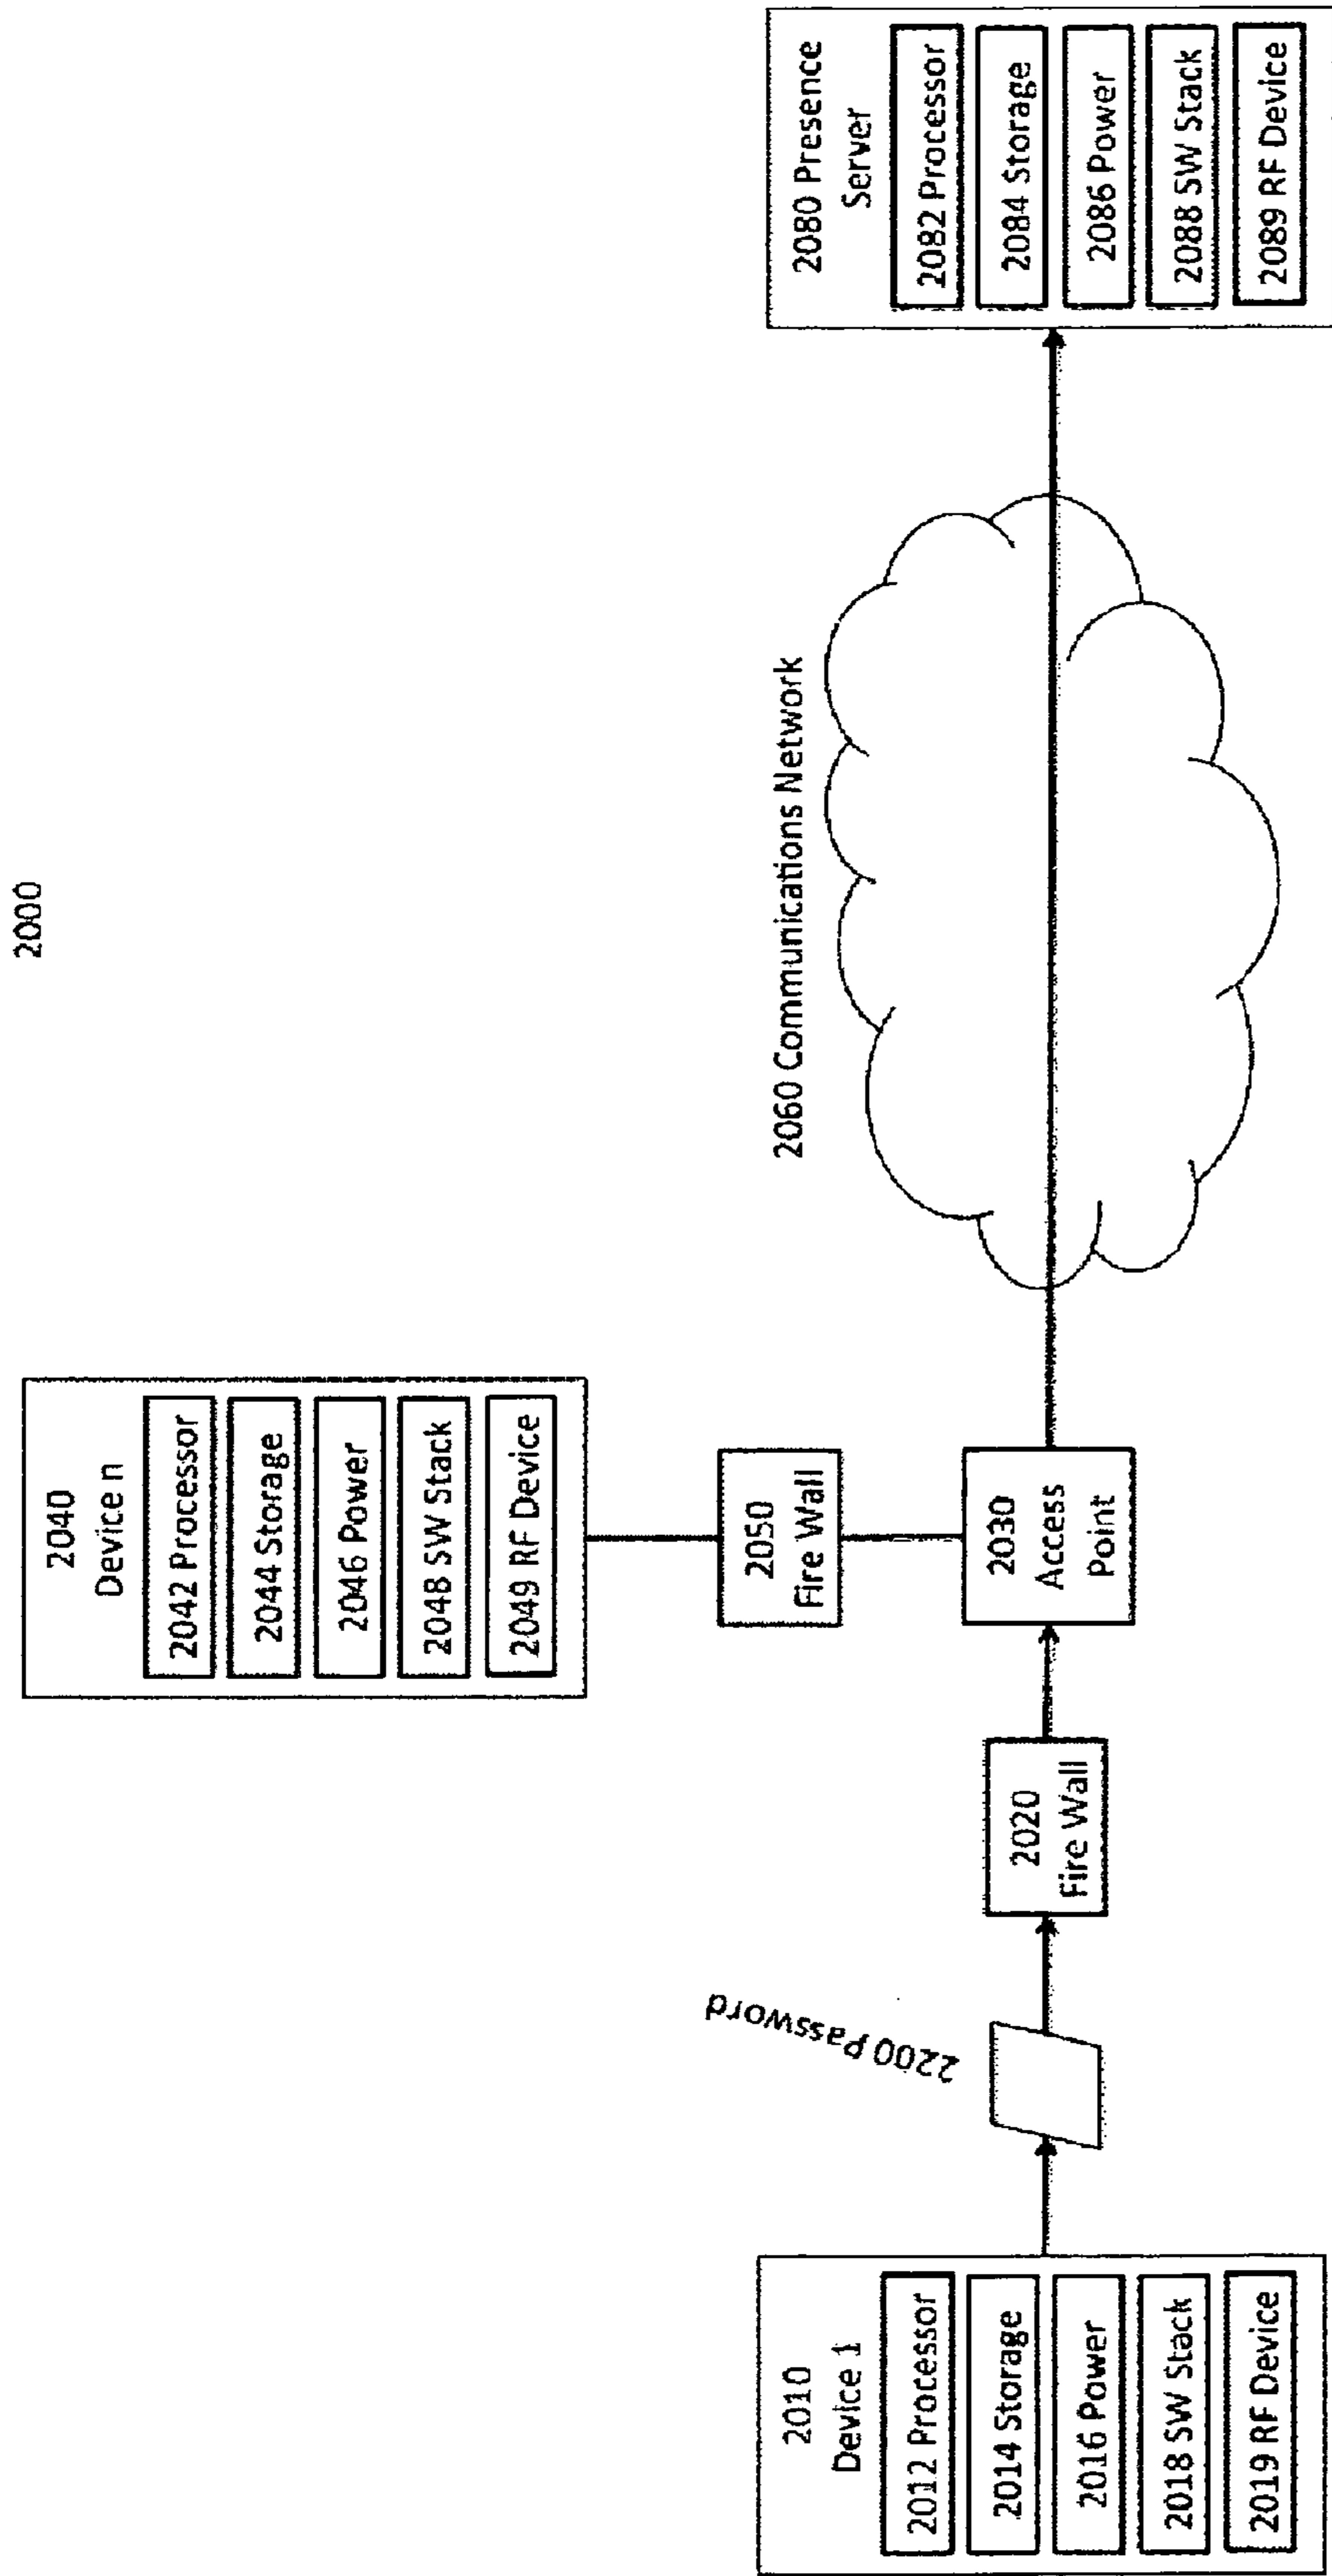 2000
2040
Device n
2042 Processor
2044 Storage
2046 Power
2048 SW Stack
2049 RF Device
2050
Fire Wall
2060 Communications Network
2080 Presence
Server
2082 Processor
2084 Storage
2086 Power
2088 SW Stack
2089 RF Device
2030
Access
Point
2020
Fire Wall
2200 Password
2010
Device 1
2012 Processor
2014 Storage
2016 Power
2018 SW Stack
2019 RF Device